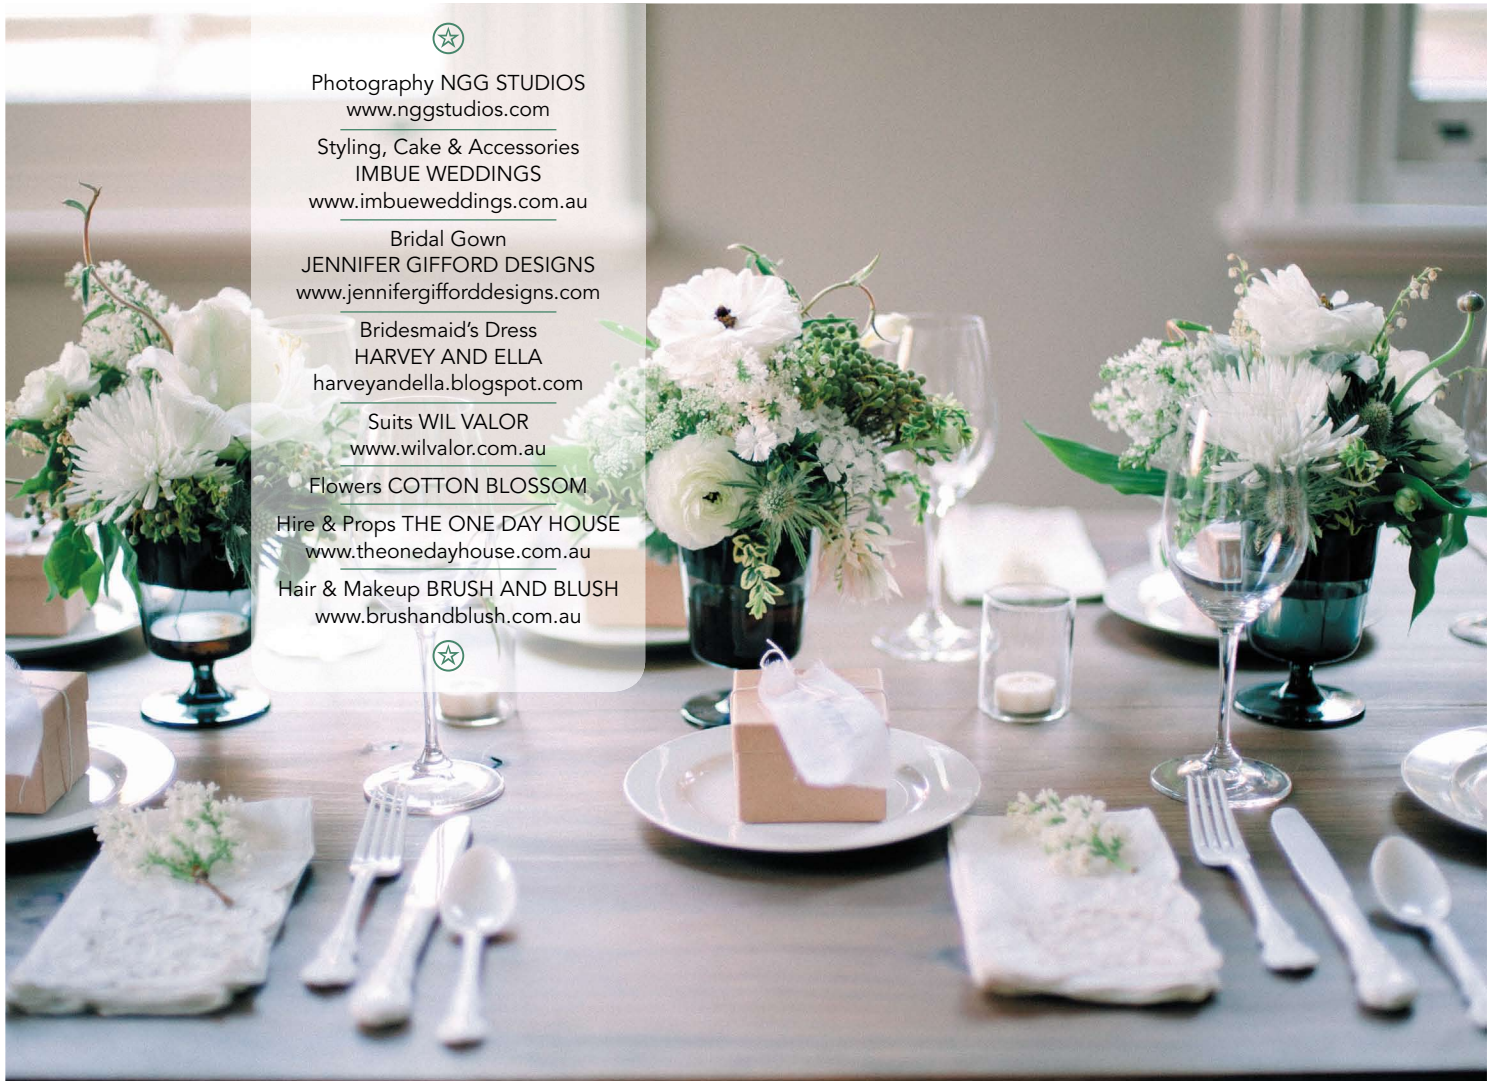 Photography NGG STUDIOS
www.nggstudios.com
Styling, Cake & Accessories
IMBUE WEDDINGS
www.imbueweddings.com.au
Bridal Gown
JENNIFER GIFFORD DESIGNS
www.jennifergifforddesigns.com
Bridesmaid’s Dress
HARVEY AND ELLA
harveyandella.blogspot.com
Suits WIL VALOR
www.wilvalor.com.au
Flowers COTTON BLOSSOM
Hire & Props THE ONE DAY HOUSE
www.theonedayhouse.com.au
Hair & Makeup BRUSH AND BLUSH
www.brushandblush.com.au